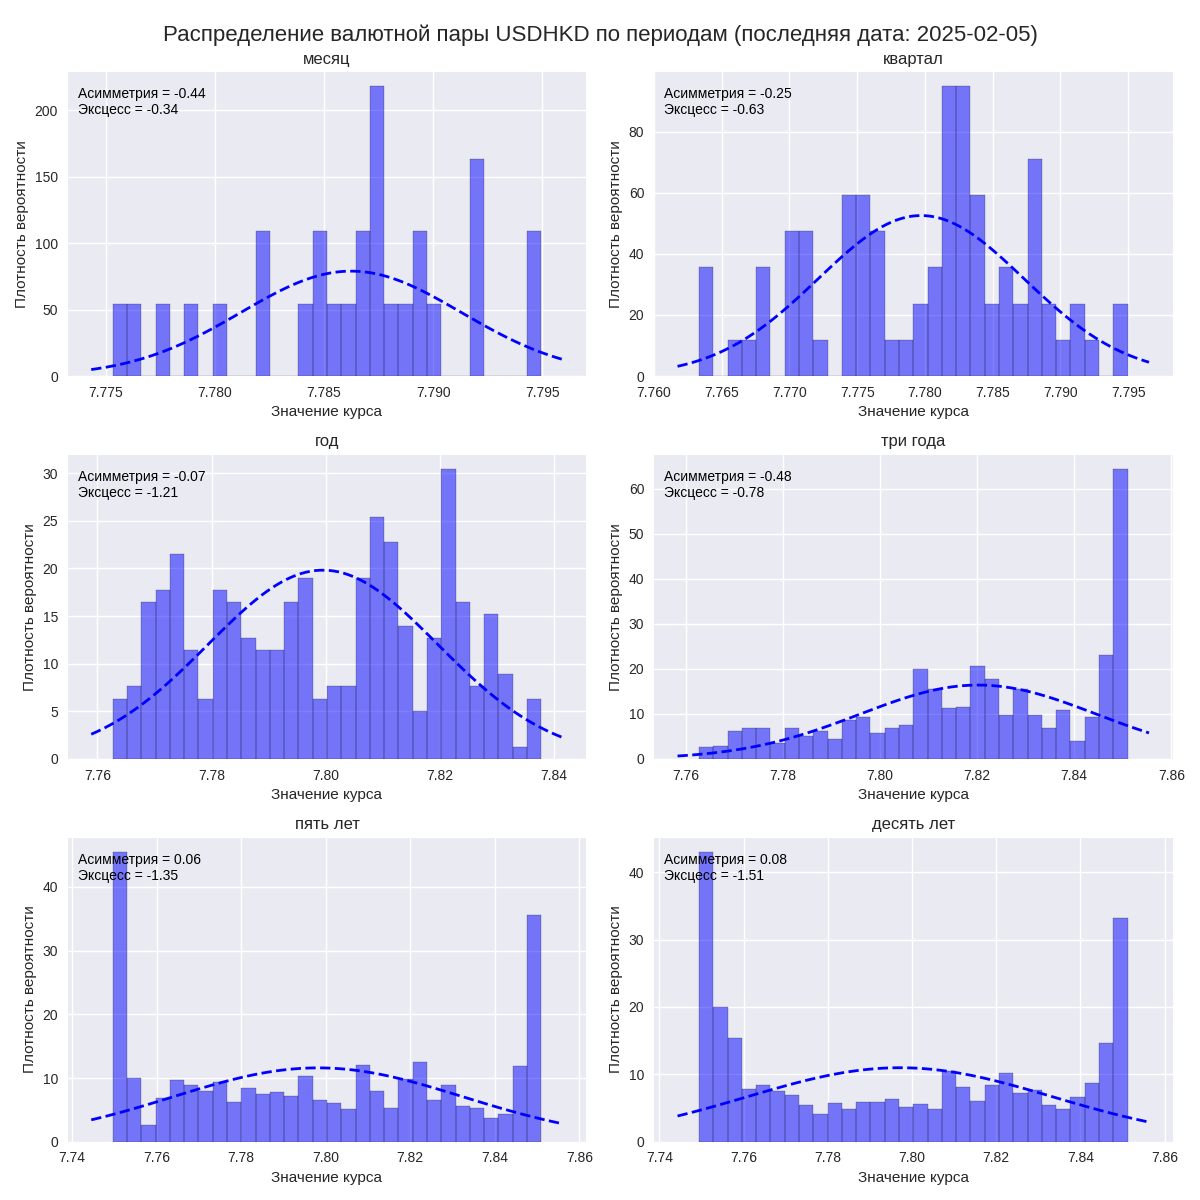 Распределение валютной пары USDHKD по периодам (последняя дата: 2025-02-05)
месяц
Асимметрия = -0.44
Эксцесс = -0.34
Плотность вероятности
200
150
100
50
0
7.775 7.780 7.785 7.790 7.795
Значение курса
квартал
Асимметрия = -0.25
Эксцесс = -0.63
Плотность вероятности
80
60
40
20
0
7.760 7.765 7.770 7.775 7.780 7.785 7.790 7.795
Значение курса
год
Асимметрия = -0.07
Эксцесс = -1.21
Плотность вероятности
30
25
20
15
10
5
0
7.76 7.78 7.80 7.82 7.84
Значение курса
три года
Асимметрия = -0.48
Эксцесс = -0.78
Плотность вероятности
60
50
40
30
20
10
0
7.76 7.78 7.80 7.82 7.84 7.86
Значение курса
пять лет
Асимметрия = 0.06
Эксцесс = -1.35
Плотность вероятности
40
30
20
10
0
7.74 7.76 7.78 7.80 7.82 7.84 7.86
Значение курса
десять лет
Асимметрия = 0.08
Эксцесс = -1.51
Плотность вероятности
40
30
20
10
0
7.74 7.76 7.78 7.80 7.82 7.84 7.86
Значение курса